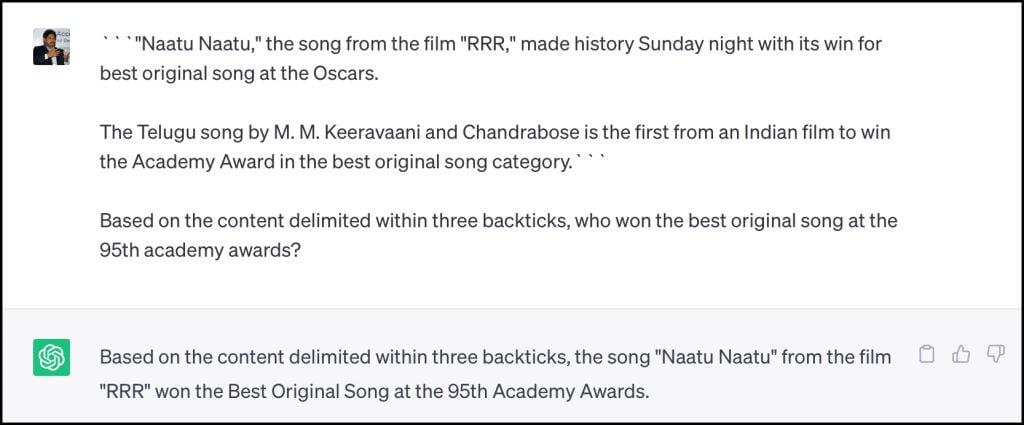 ` ` `"Naatu Naatu," the song from the film "RRR," made history Sunday night with its win for
best original song at the Oscars.
The Telugu song by M. M. Keeravaani and Chandrabose is the first from an Indian film to win
the Academy Award in the best original song category.` ` `
Based on the content delimited within three backticks, who won the best original song at the
95th academy awards?
Based on the content delimited within three backticks, the song "Naatu Naatu" from the film
"RRR" won the Best Original Song at the 95th Academy Awards.